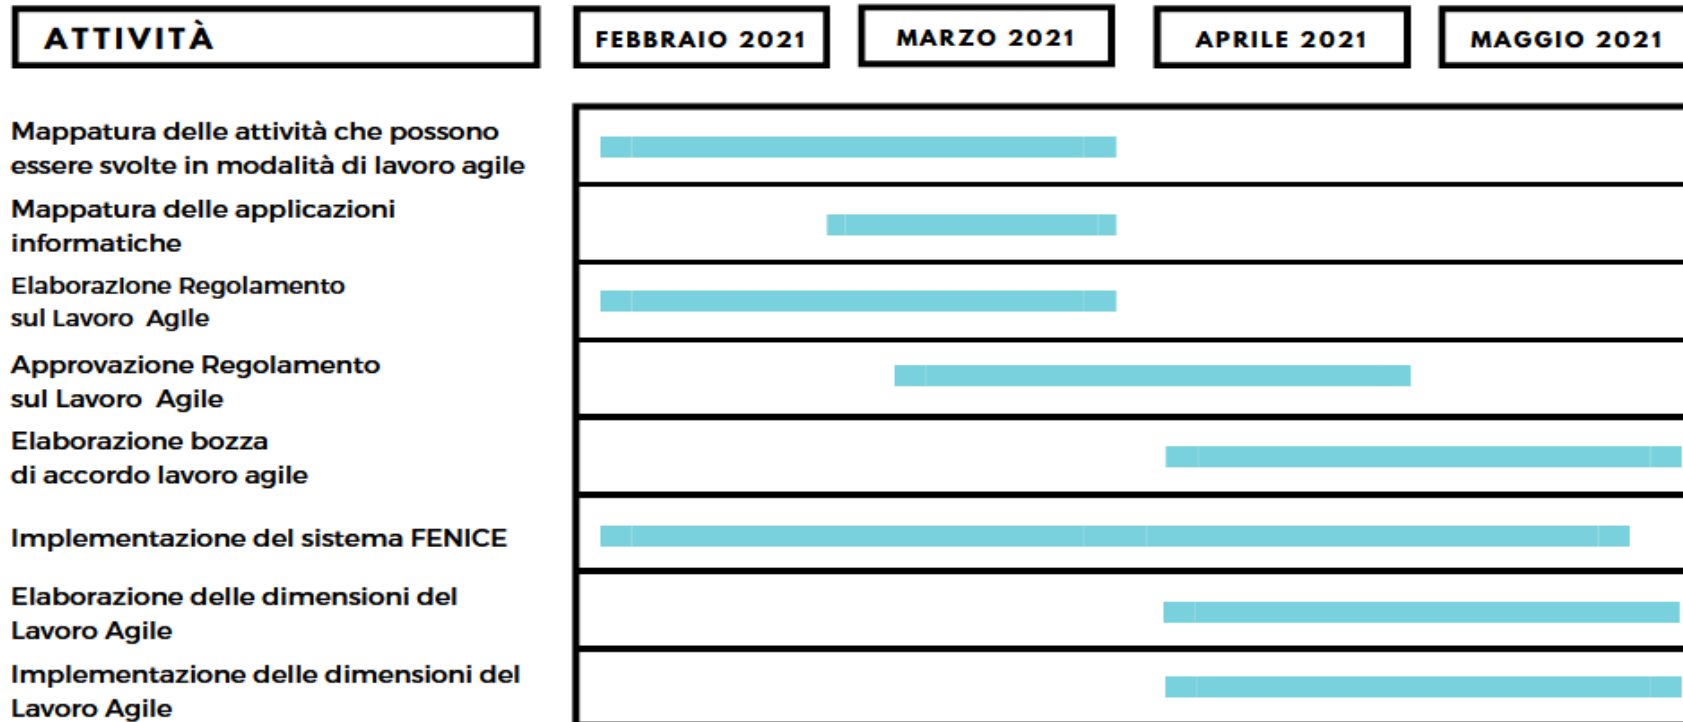 ATTIVITÀ
FEBBRAIO 2021
MARZO 2021
APRILE 2021
MAGGIO 2021
Mappatura delle attività che possono
essere svolte in modalità di lavoro agile
Mappatura delle applicazioni
informatiche
ElaborazIone Regolamento
sul Lavoro AgIle
Approvazione Regolamento
sul Lavoro Agile
Elaborazione bozza
di accordo lavoro agile
Implementazione del sistema FENICE
Elaborazione delle dimensioni del
Lavoro Agile
Implementazione delle dimensioni del
Lavoro Agile